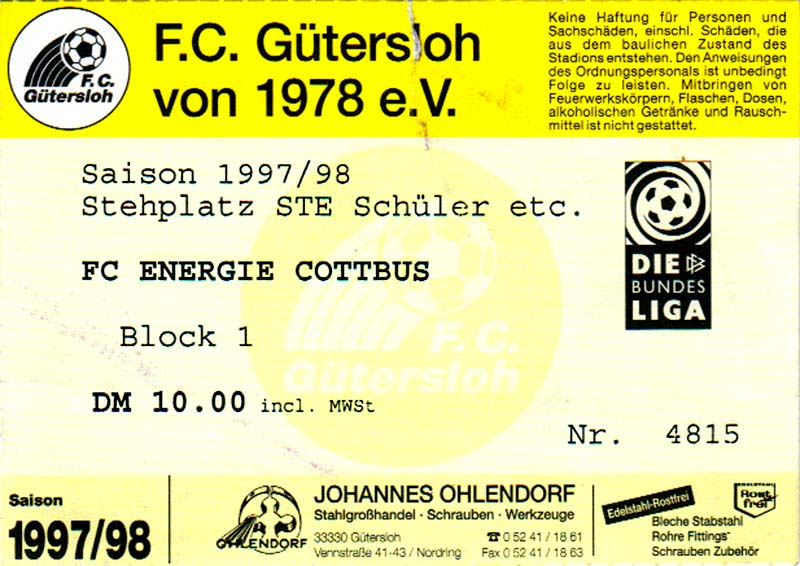 F.C. Gütersloh
F.C. Gütersloh
von 1978 e.V.
Keine Haftung für Personen und
Sachschäden, einschl. Schäden, die
aus dem baulichen Zustand des
Stadions entstehen. Den Anweisungen
des Ordnungspersonals ist unbedingt
Folge zu leisten. Mitbringen von
Feuerwerkskörpern, Flaschen, Dosen,
alkoholischen Getränke und Rausch-
mittel ist nicht gestattet.
Saison 1997/98
Stehplatz STE Schüler etc.
FC ENERGIE COTTBUS
Block 1
DM 10.00 incl. MWSt
Nr. 4815
F.C.
Gütersloh
DIE DFB
BUNDES
LIGA
Saison
1997/98
OHLENDORF
JOHANNES OHLENDORF
Stahlgroßhandel · Schrauben · Werkzeuge
33330 Gütersloh ☎ 0 52 41 / 18 61
Vennstraße 41-43 / Nordring Fax 0 52 41 / 18 63
Edelstahl-Rostfrei
EDELSTAHL
Rost
frei
Bleche Stabstahl
Rohre Fittings
Schrauben Zubehör